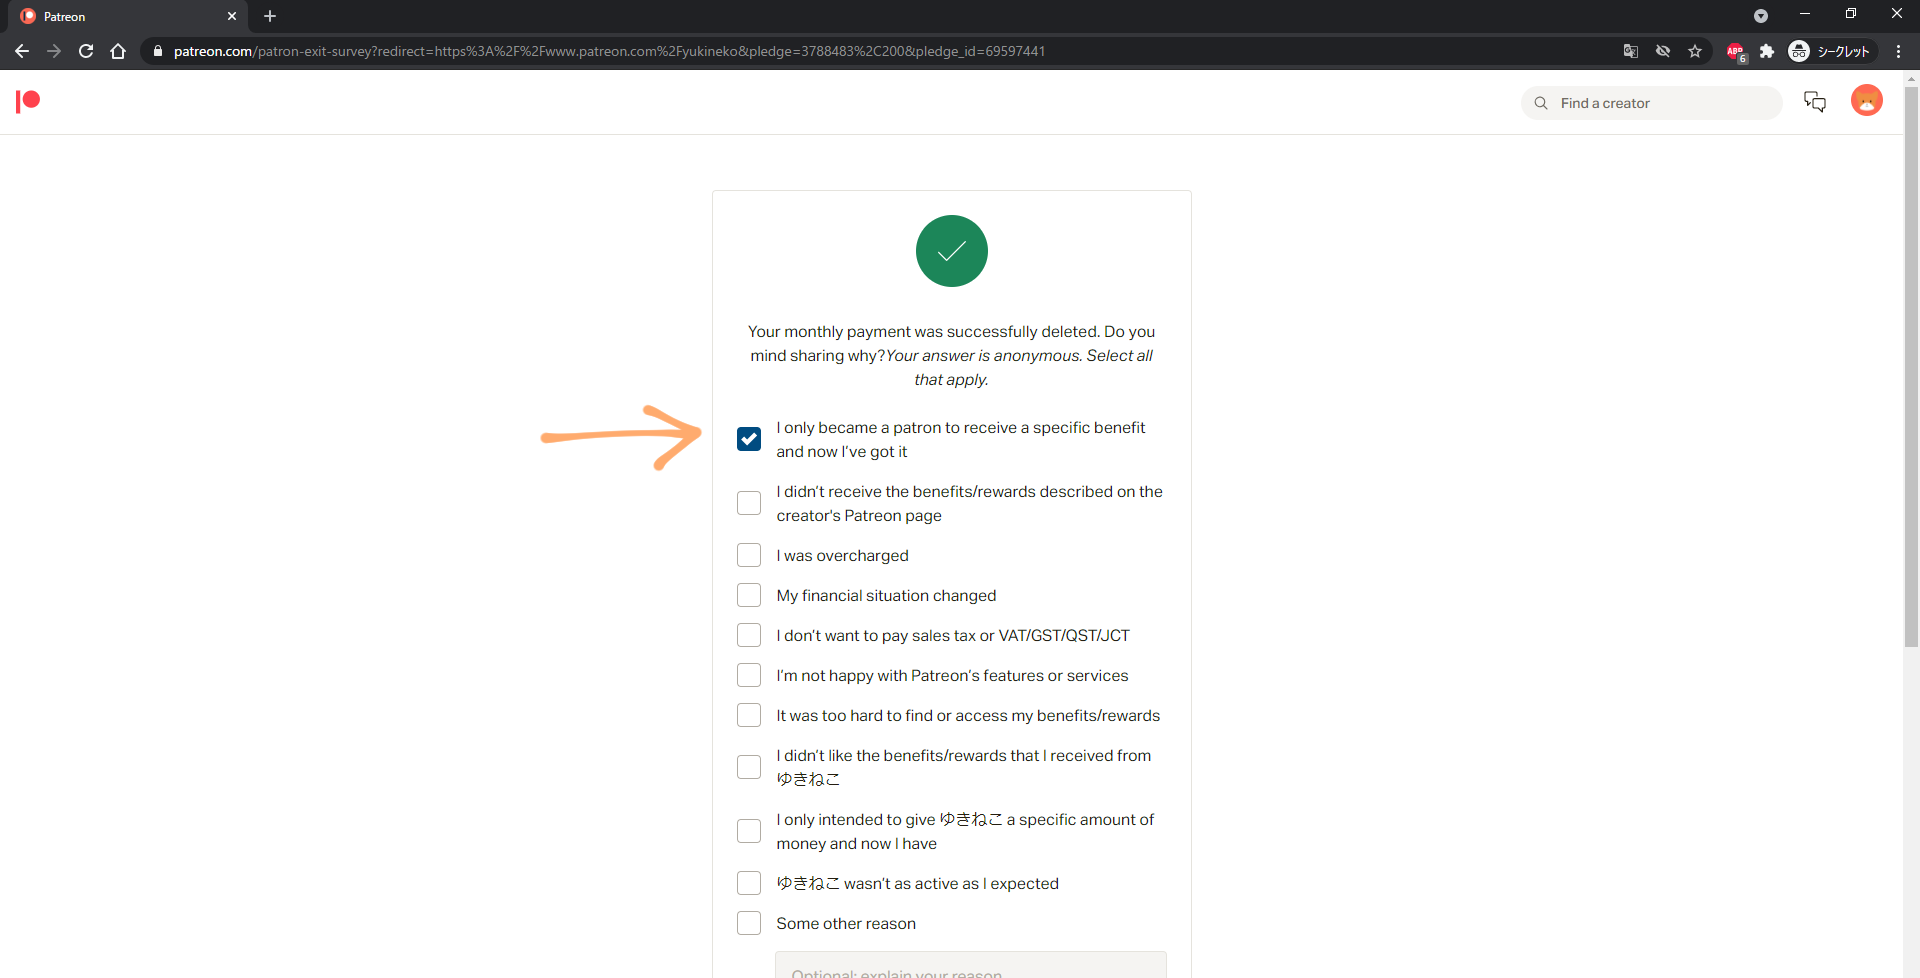 Patreon
patreon.com/patron-exit-survey?redirect=https%3A%2F%2Fwww.patreon.com%2Fyukineko&pledge=3788483%2C200&pledge_id=69597441
ABP
6
シークレット
Find a creator
Your monthly payment was successfully deleted. Do you
mind sharing why?Your answer is anonymous. Select all
that apply.
I only became a patron to receive a specific benefit
and now I've got it
I didn't receive the benefits/rewards described on the
creator's Patreon page
I was overcharged
My financial situation changed
I don't want to pay sales tax or VAT/GST/QST/JCT
I'm not happy with Patreon's features or services
It was too hard to find or access my benefits/rewards
I didn't like the benefits/rewards that I received from
ゆきねこ
I only intended to give ゆきねこ a specific amount of
money and now I have
ゆきねこ wasn't as active as I expected
Some other reason
Optional: explain your reason